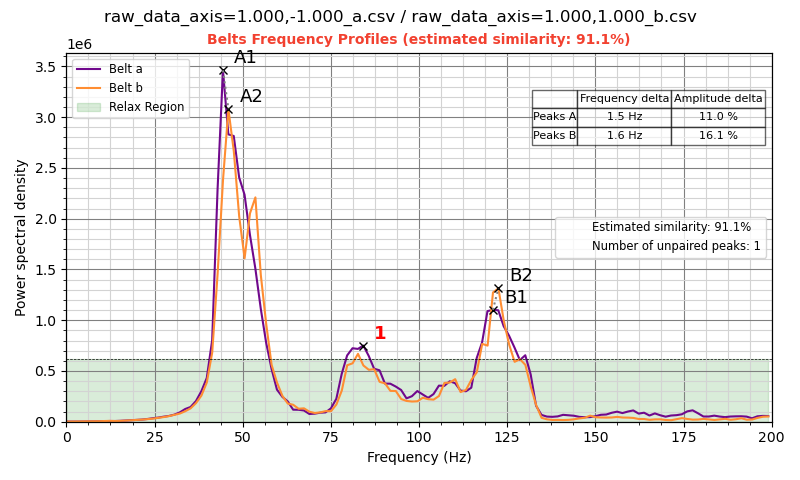 raw_data_axis=1.000,-1.000_a.csv / raw_data_axis=1.000,1.000_b.csv
Belts Frequency Profiles (estimated similarity: 91.1%)
1e6
A1
A2
Belt a
Belt b
Relax Region
Frequency delta Amplitude delta
Peaks A 1.5 Hz 11.0 %
Peaks B 1.6 Hz 16.1 %
Estimated similarity: 91.1%
Number of unpaired peaks: 1
B2
B1
1
3.5
3.0
2.5
2.0
1.5
1.0
0.5
0.0
Power spectral density
0 25 50 75 100 125 150 175 200
Frequency (Hz)